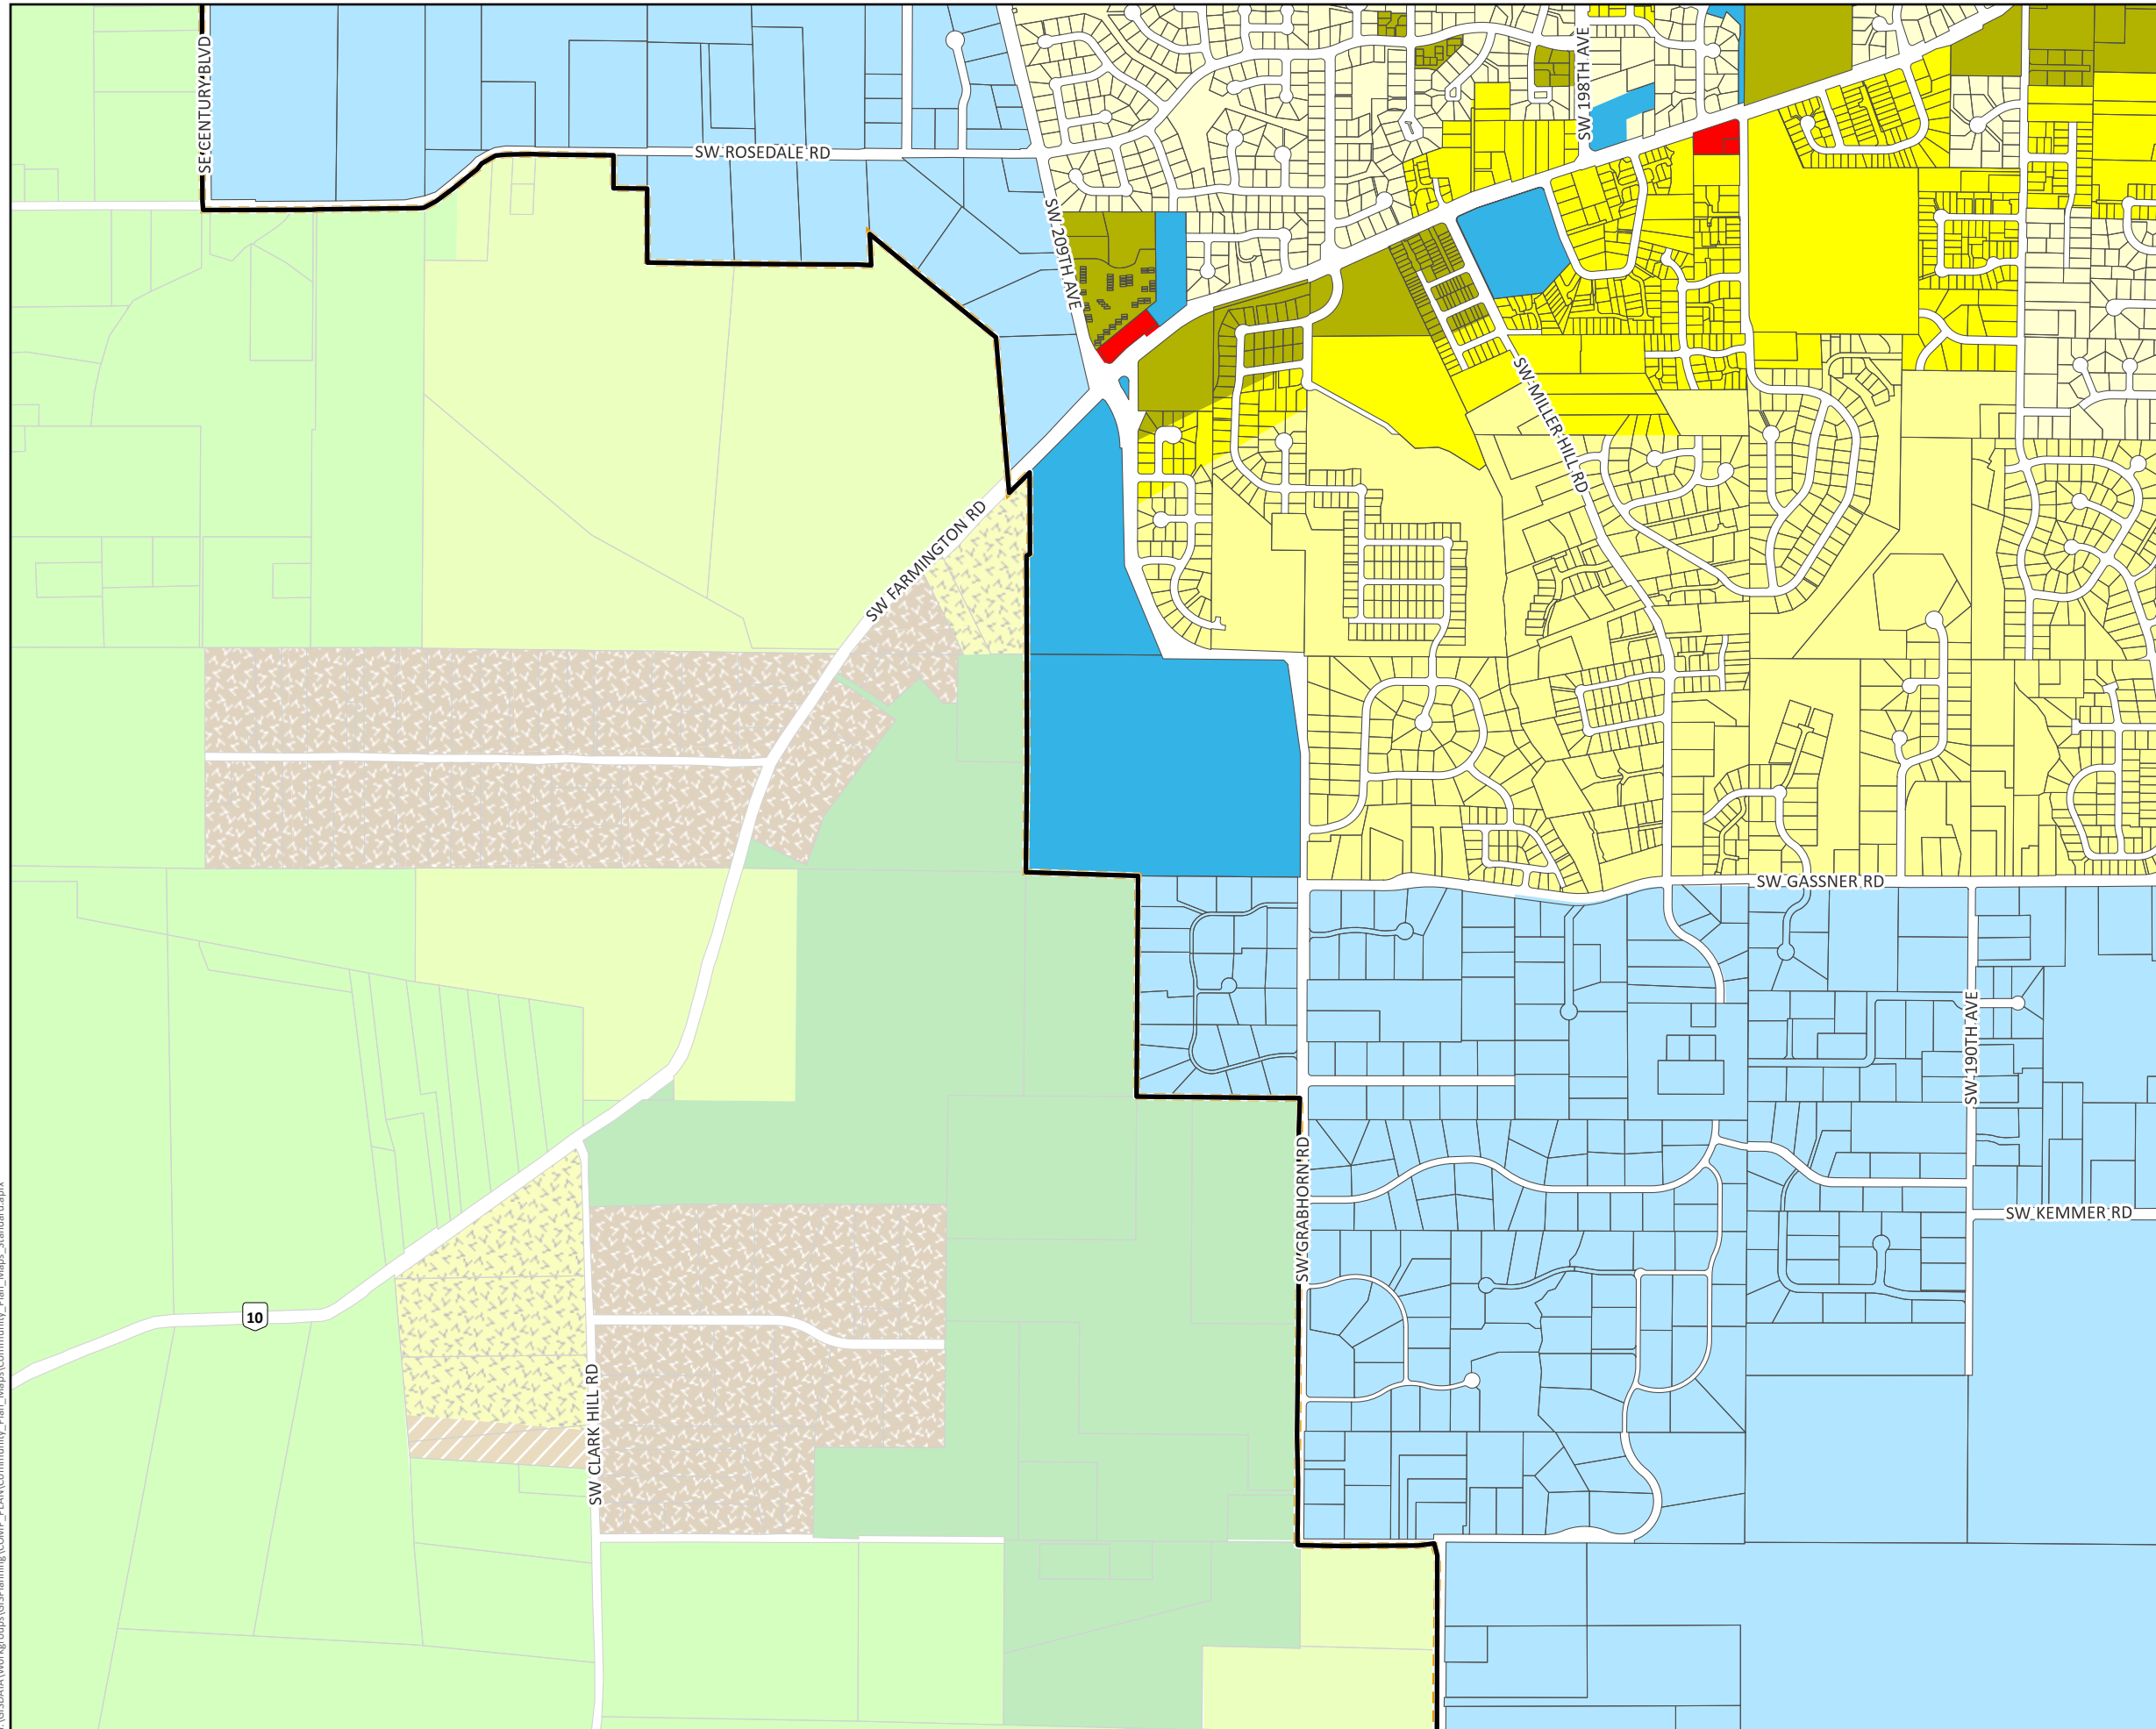 SE CENTURY BLVD
SW 198TH AVE
SW ROSEDALE RD
SW 209TH AVE
SW MILLER HILL RD
SW FARMINGTON RD
SW GASSNER RD
SW 190TH AVE
SW GRABHORN RD
SW KEMMER RD
10
SW CLARK HILL RD